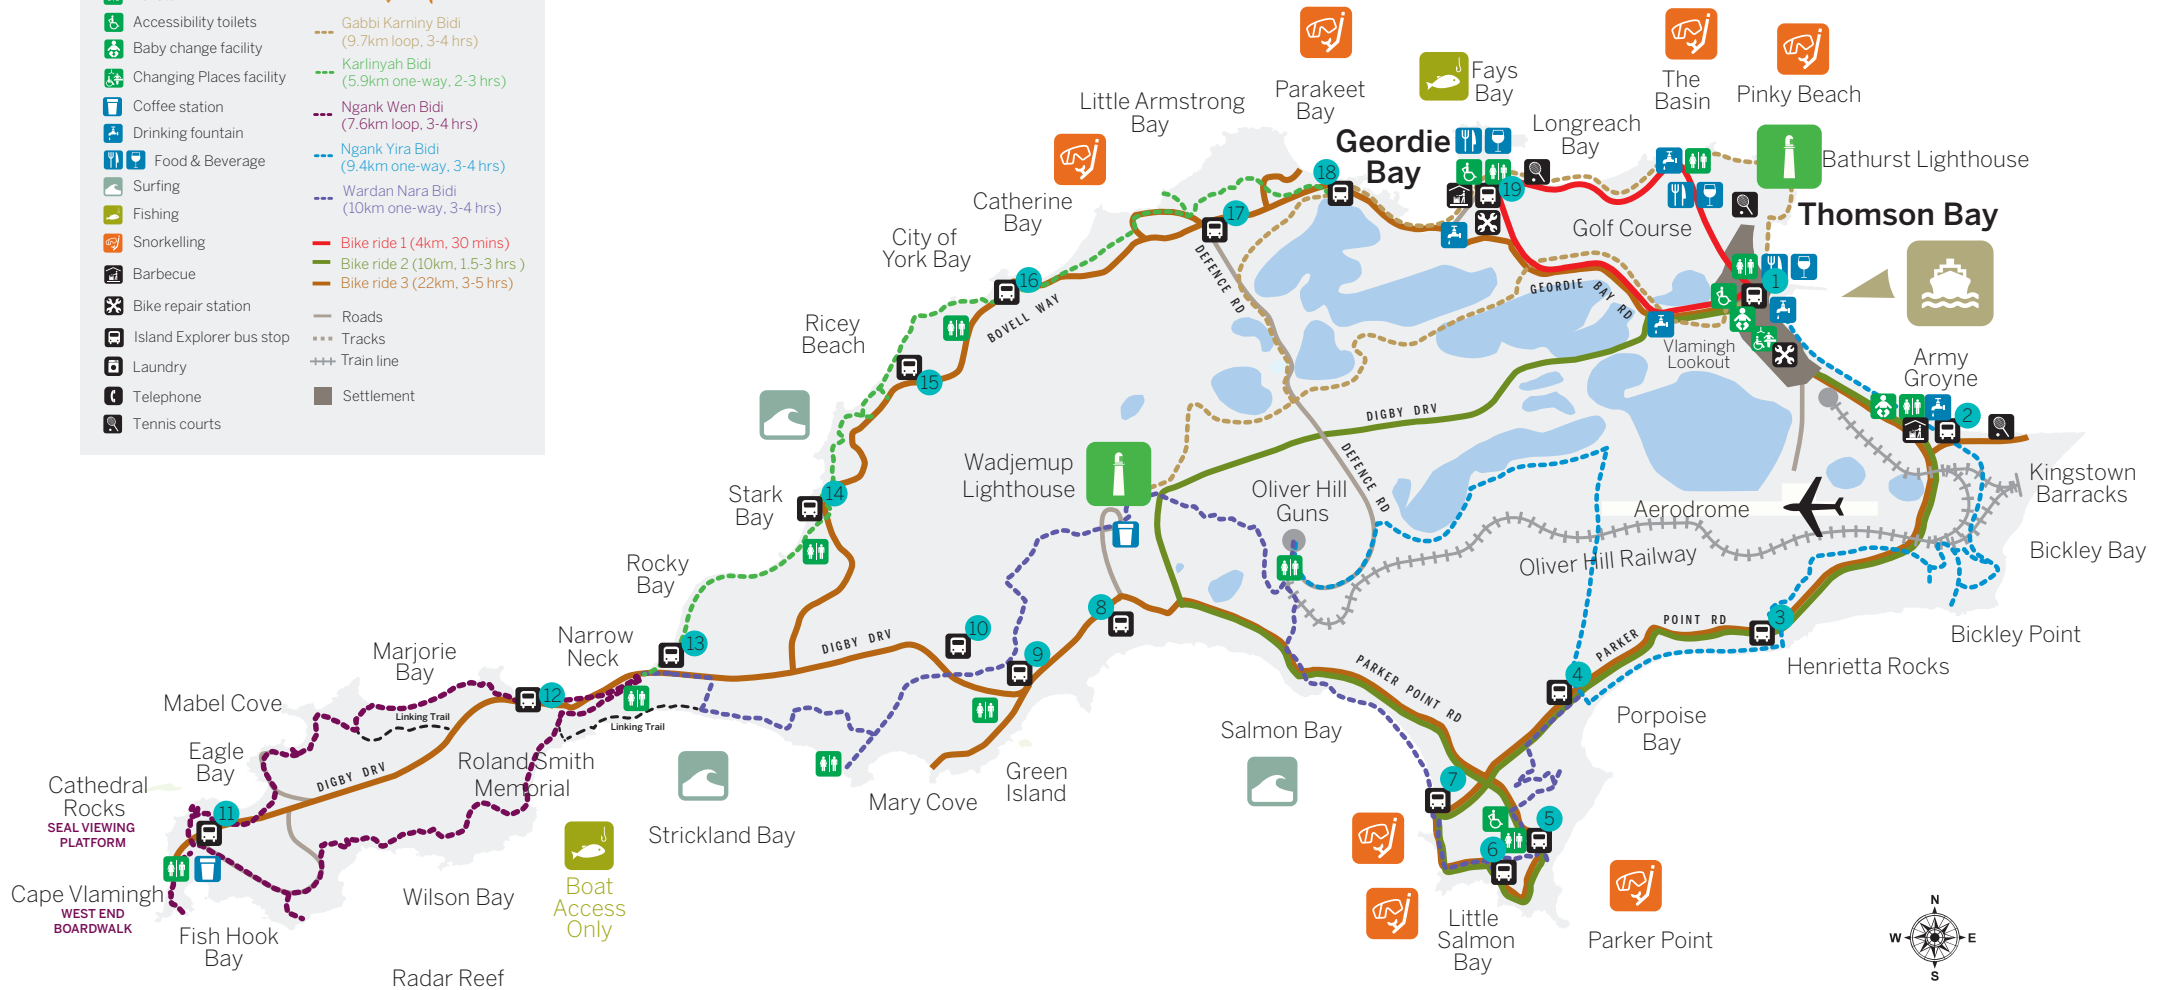 Accessibility toilets
Baby change facility
Changing Places facility
Coffee station
Drinking fountain
Food & Beverage
Surfing
Fishing
Snorkelling
Barbecue
Bike repair station
Island Explorer bus stop
Laundry
Telephone
Tennis courts
Gabbi Karniny Bidi
(9.7km loop, 3-4 hrs)
Karlinyah Bidi
(5.9km one-way, 2-3 hrs)
Ngank Wen Bidi
(7.6km loop, 3-4 hrs)
Ngank Yira Bidi
(9.4km one-way, 3-4 hrs)
Wardan Nara Bidi
(10km one-way, 3-4 hrs)
Bike ride 1 (4km, 30 mins)
Bike ride 2 (10km, 1.5-3 hrs )
Bike ride 3 (22km, 3-5 hrs)
Roads
Tracks
Train line
Settlement
Little Armstrong
Bay
Parakeet
Bay
Fays
Bay
The
Basin
Pinky Beach
Longreach
Bay
Geordie
Bay
Bathurst Lighthouse
Thomson Bay
Golf Course
Catherine
Bay
City of
York Bay
Ricey
Beach
18
19
17
16
15
1
BOVELL WAY
DEFENCE RD
GEORDIE BAY RD
Vlamingh
Lookout
Army
Groyne
2
DIGBY DRV
DEFENCE RD
Wadjemup
Lighthouse
Oliver Hill
Guns
Stark
Bay
14
Kingstown
Barracks
Aerodrome
Oliver Hill Railway
Bickley Bay
Rocky
Bay
Bickley Point
Henrietta Rocks
3
POINT RD
PARKER
4
Porpoise
Bay
8
9
10
DIGBY DRV
Narrow
Neck
13
Marjorie
Bay
12
Mabel Cove
Linking Trail
Linking Trail
Eagle
Bay
DIGBY DRV
Roland Smith
Memorial
Cathedral
Rocks
SEAL VIEWING
PLATFORM
11
Cape Vlamingh
WEST END
BOARDWALK
Fish Hook
Bay
Radar Reef
Wilson Bay
Boat
Access
Only
Strickland Bay
Mary Cove
Green
Island
Salmon Bay
PARKER POINT RD
7
5
6
Little
Salmon
Bay
Parker Point
N
W
E
S